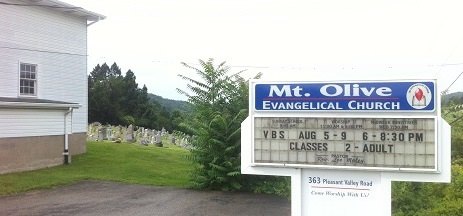 Mt. Olive
EVANGELICAL CHURCH
VBS AUG 5-9 6-8:30 PM
CLASSES 2-ADULT
363 PLEASANT VALLEY ROAD
Come Worship With Us!